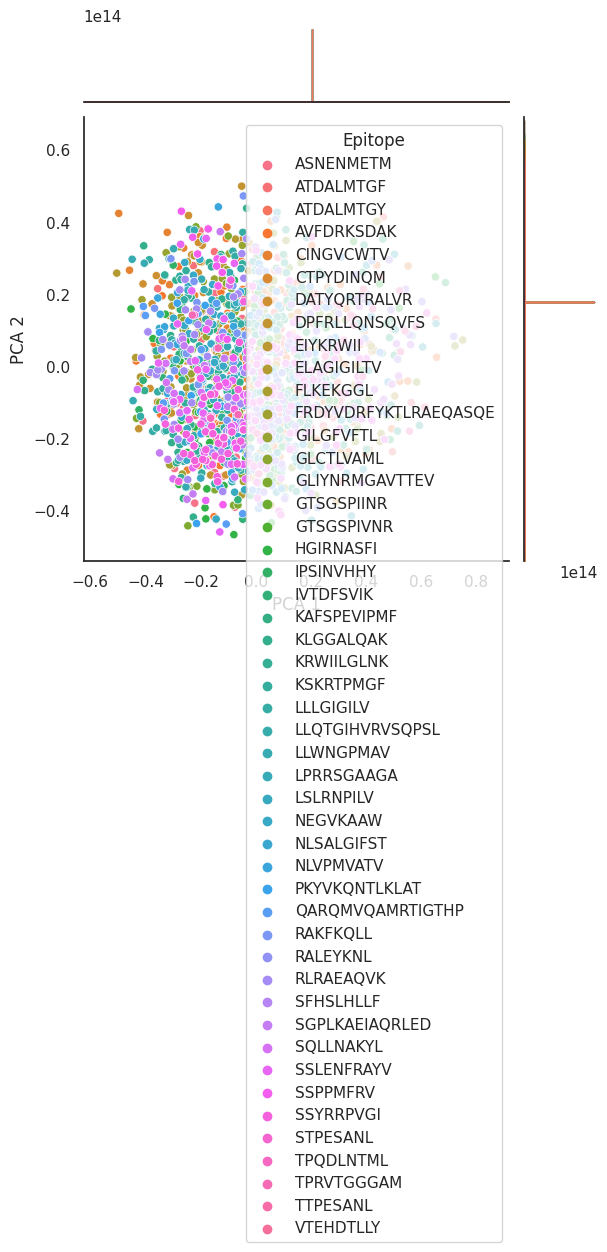 1e14
0.6
0.4
0.2
0.0
−0.2
−0.4
PCA 2
−0.6
−0.4
−0.2
0.0
0.2
0.4
0.6
0.8
PCA 1
1e14
Epitope
ASNENMETM
ATDALMTGF
ATDALMTGY
AVFDRKSDAK
CINGVCWTV
CTPYDINQM
DATYQRTRALVR
DPFRLLQNSQVFS
EIYKRWII
ELAGIGILTV
FLKEKGGL
FRDYVDRFYKTLRAEQASQE
GILGFVFTL
GLCTLVAML
GLIYNRMGAVTTEV
GTSGSPIINR
GTSGSPIVNR
HGIRNASFI
IPSINVHHY
IVTDFSVIK
KAFSPEVIPMF
KLGGALQAK
KRWIILGLNK
KSKRTPMGF
LLLGIGILV
LLQTGIHVRVSQPSL
LLWNGPMAV
LPRRSGAAGA
LSLRNPILV
NEGVKAAW
NLSALGIFST
NLVPMVATV
PKYVKQNTLKLAT
QARQMVQAMRTIGTHP
RAKFKQLL
RALEYKNL
RLRAEAQVK
SFHSLHLLF
SGPLKAEIAQRLED
SQLLNAKYL
SSLENFRAYV
SSPPMFRV
SSYRRPVGI
STPESANL
TPQDLNTML
TPRVTGGGAM
TTPESANL
VTEHDTLLY